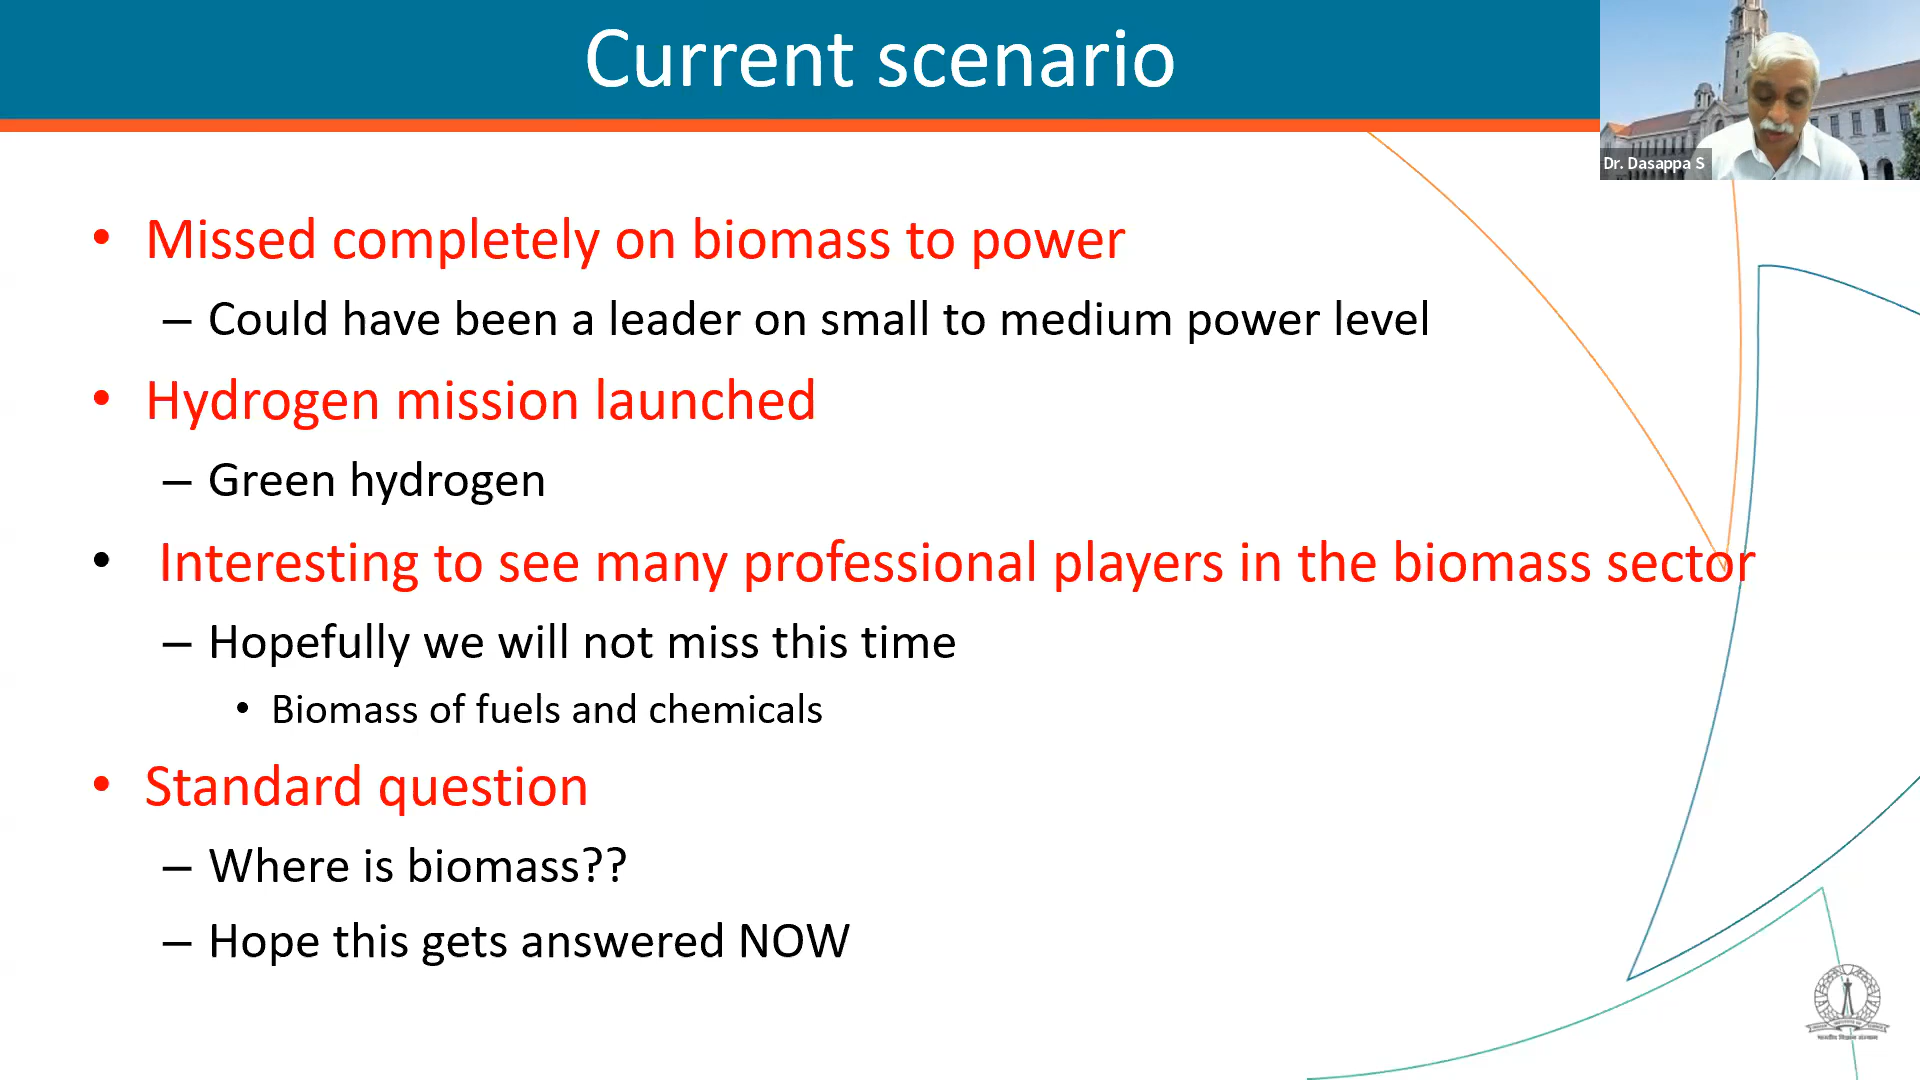 Current scenario
Dr. Dasappa S
• Missed completely on biomass to power
– Could have been a leader on small to medium power level
• Hydrogen mission launched
– Green hydrogen
• Interesting to see many professional players in the biomass sector
– Hopefully we will not miss this time
• Biomass of fuels and chemicals
• Standard question
– Where is biomass??
– Hope this gets answered NOW